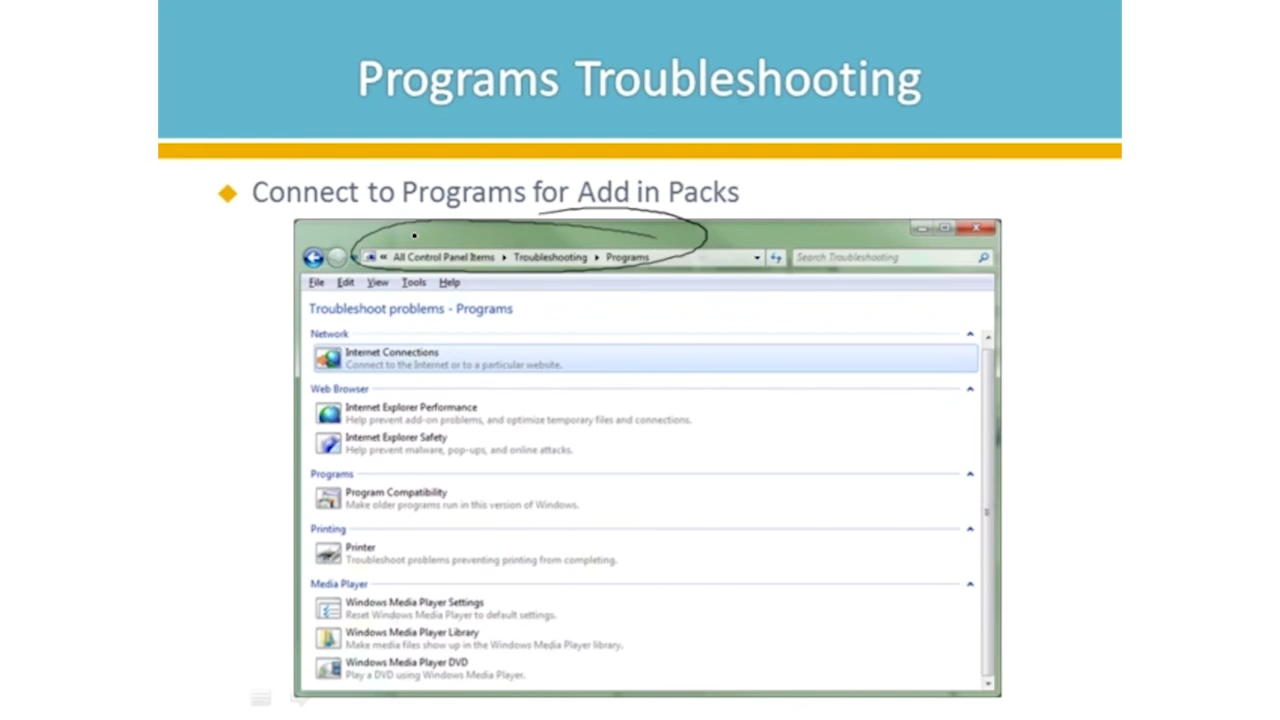 Programs Troubleshooting
Connect to Programs for Add in Packs
« All Control Panel Items ▸ Troubleshooting ▸ Programs
Search Troubleshooting
File Edit View Tools Help
Troubleshoot problems - Programs
Network
Internet Connections
Connect to the Internet or to a particular website.
Web Browser
Internet Explorer Performance
Help prevent add-on problems, and optimize temporary files and connections.
Internet Explorer Safety
Help prevent malware, pop-ups, and online attacks.
Programs
Program Compatibility
Make older programs run in this version of Windows.
Printing
Printer
Troubleshoot problems preventing printing from completing.
Media Player
Windows Media Player Settings
Reset Windows Media Player to default settings.
Windows Media Player Library
Make media files show up in the Windows Media Player library.
Windows Media Player DVD
Play a DVD using Windows Media Player.